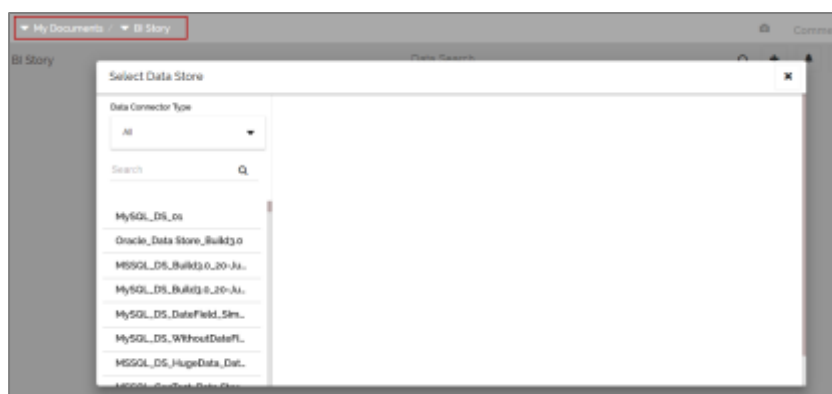 My Documents / BI Story
Comme
BI Story
Data Search
Select Data Store
Data Connector Type
All
Search
MySQL_DS_01
Oracle_Data Store_Build3.0
MSSQL_DS_Build3.0_20-Ju..
MySQL_DS_Build3.0_20-Ju..
MySQL_DS_DateField_Sim..
MySQL_DS_WithoutDateFi..
MSSQL_DS_HugeData_Dat..